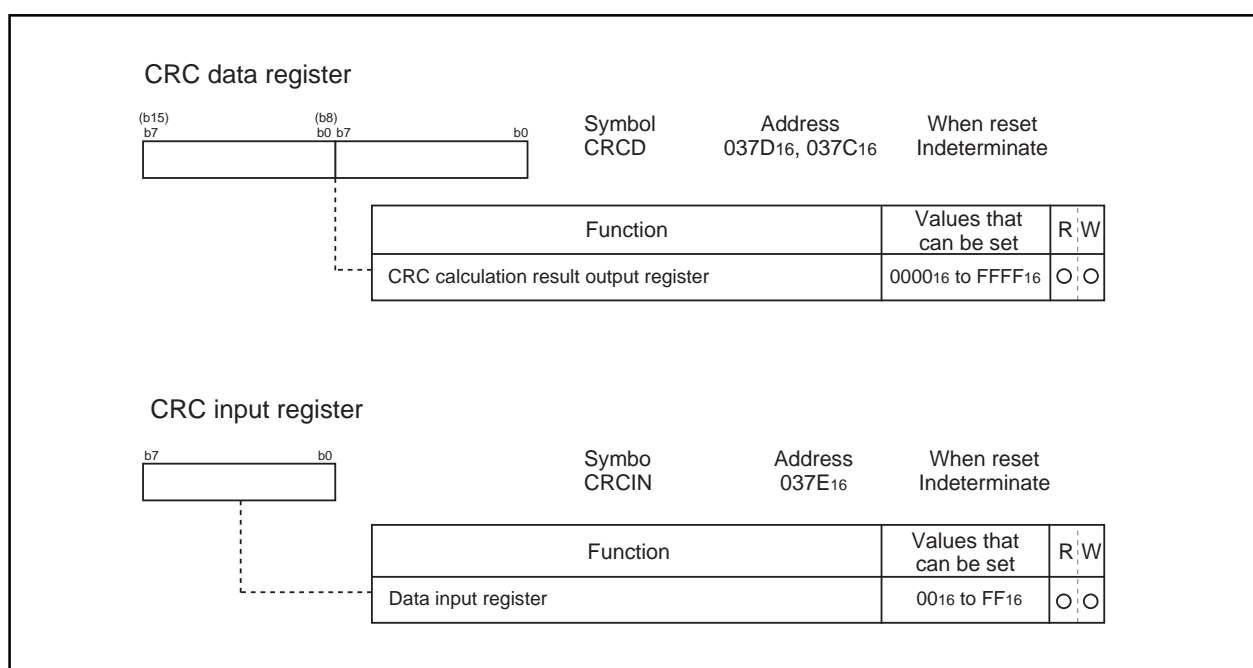 CRC data register
(b15) (b8)
b7 b0 b7 b0
Symbol Address When reset
CRCD 037D16, 037C16 Indeterminate
Function Values that can be set R W
CRC calculation result output register 000016 to FFFF16
CRC input register
b7 b0
Symbo Address When reset
CRCIN 037E16 Indeterminate
Function Values that can be set R W
Data input register 0016 to FF16